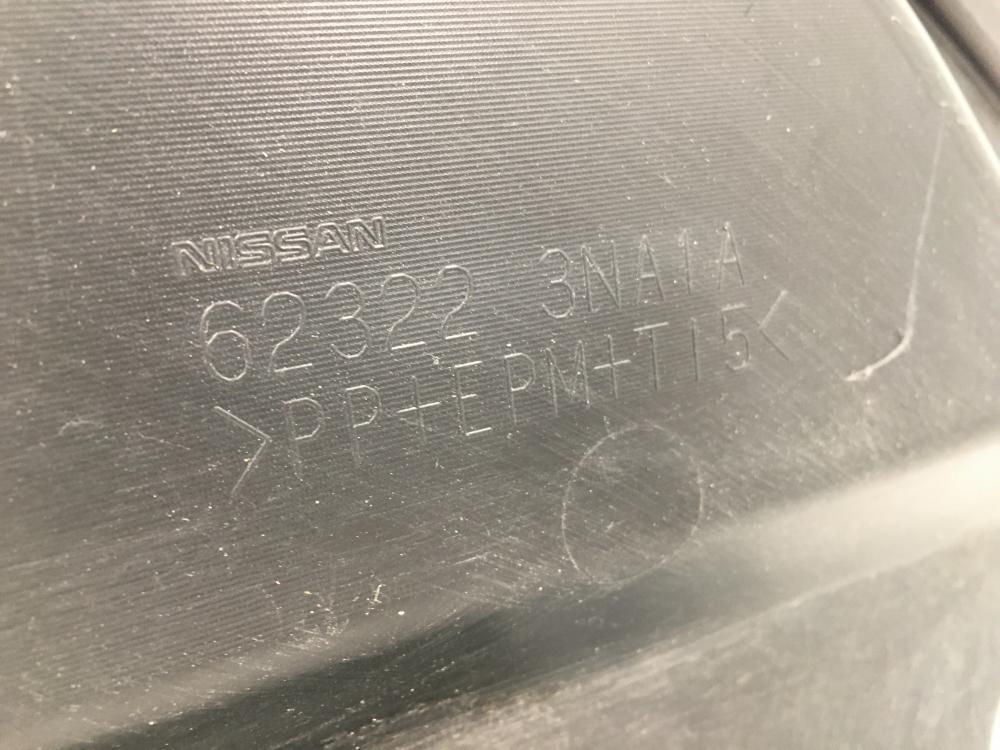 NISSAN
62322 3NA1A
>PP+EPM+T15<